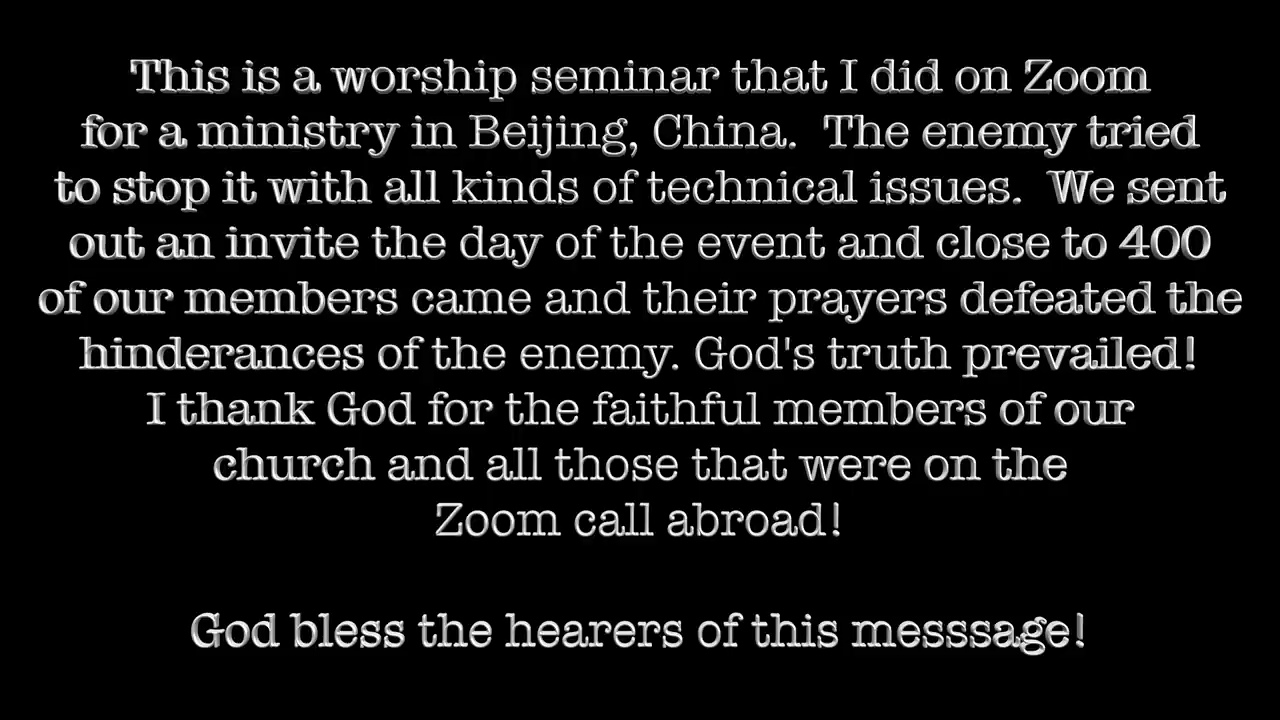 This is a worship seminar that I did on Zoom
for a ministry in Beijing, China.  The enemy tried
to stop it with all kinds of technical issues.  We sent
out an invite the day of the event and close to 400
of our members came and their prayers defeated the
hinderances of the enemy. God's truth prevailed!
I thank God for the faithful members of our
church and all those that were on the
Zoom call abroad!
God bless the hearers of this messsage!